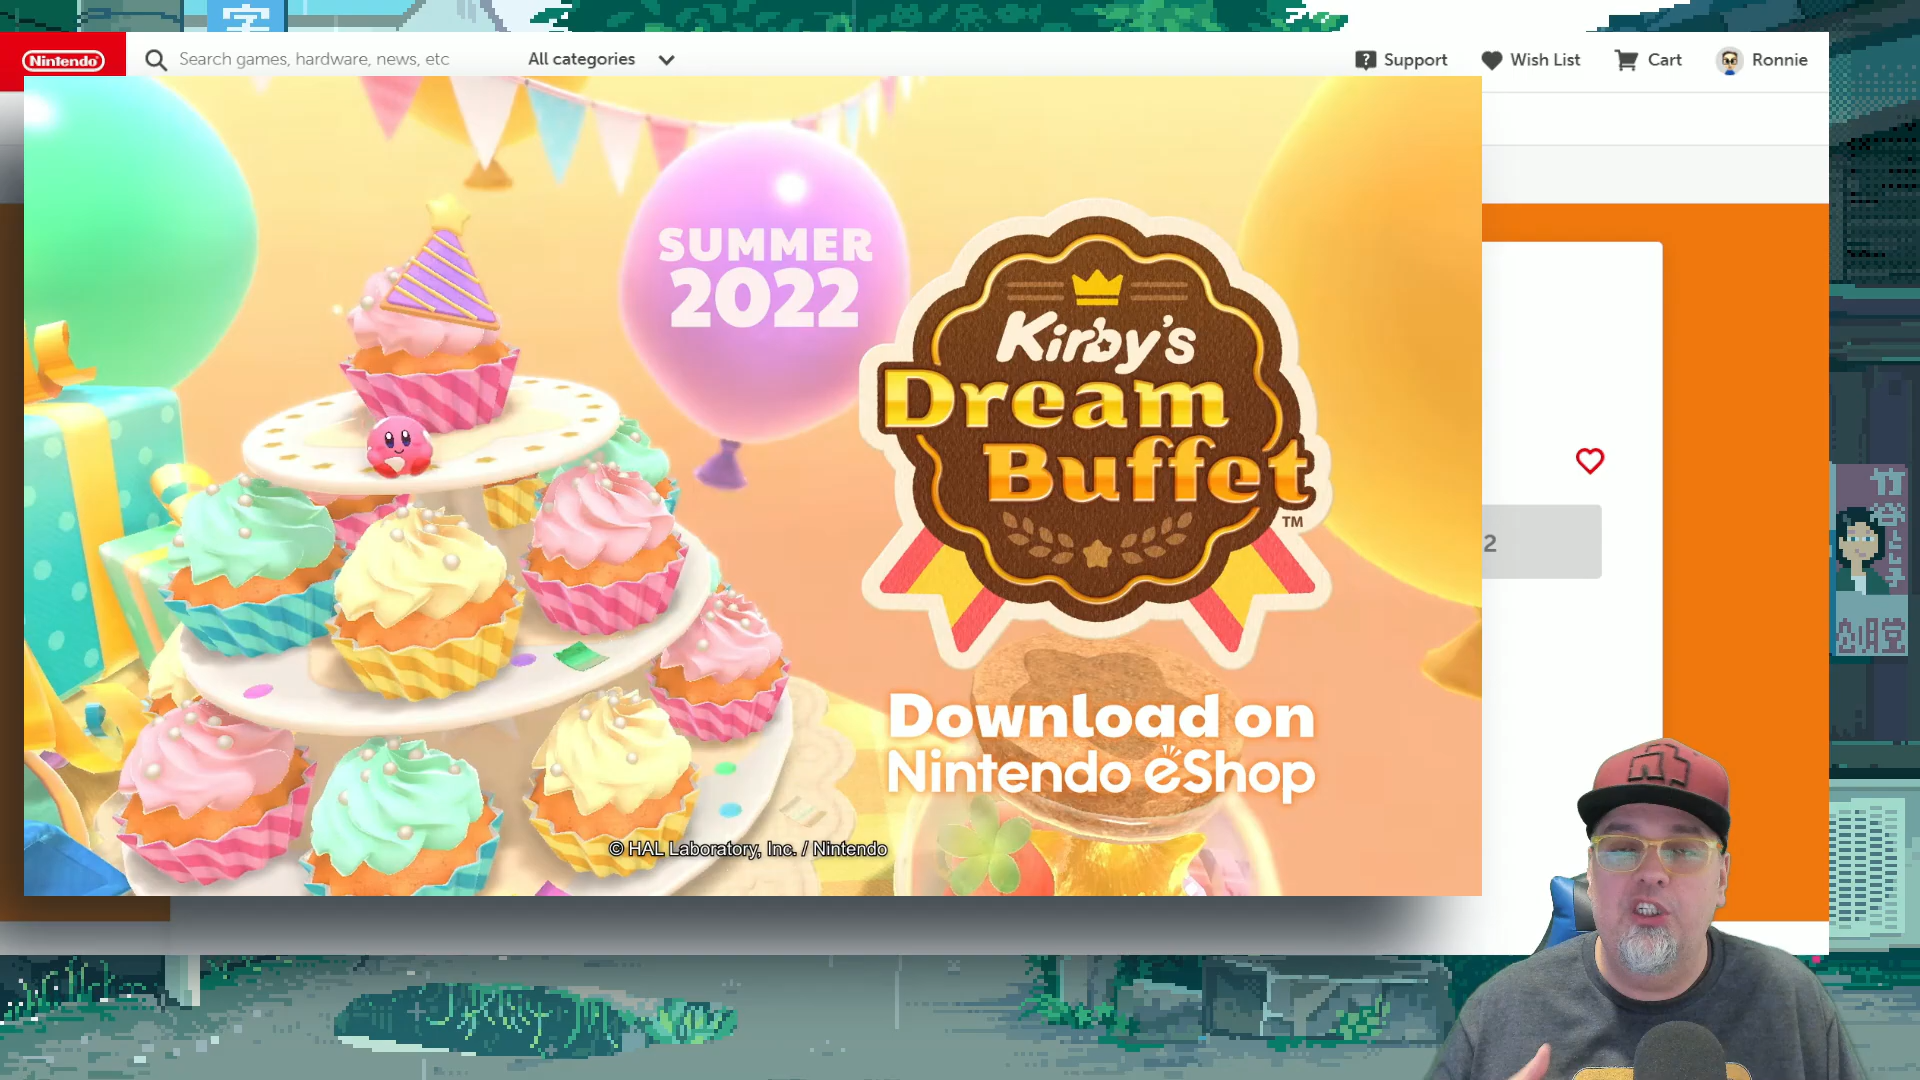 字
Nintendo
Search games, hardware, news, etc
All categories
Support
Wish List
Cart
Ronnie
SUMMER
2022
Kirby's
Dream
Buffet
TM
Download on
Nintendo eShop
© HAL Laboratory, Inc. / Nintendo
2